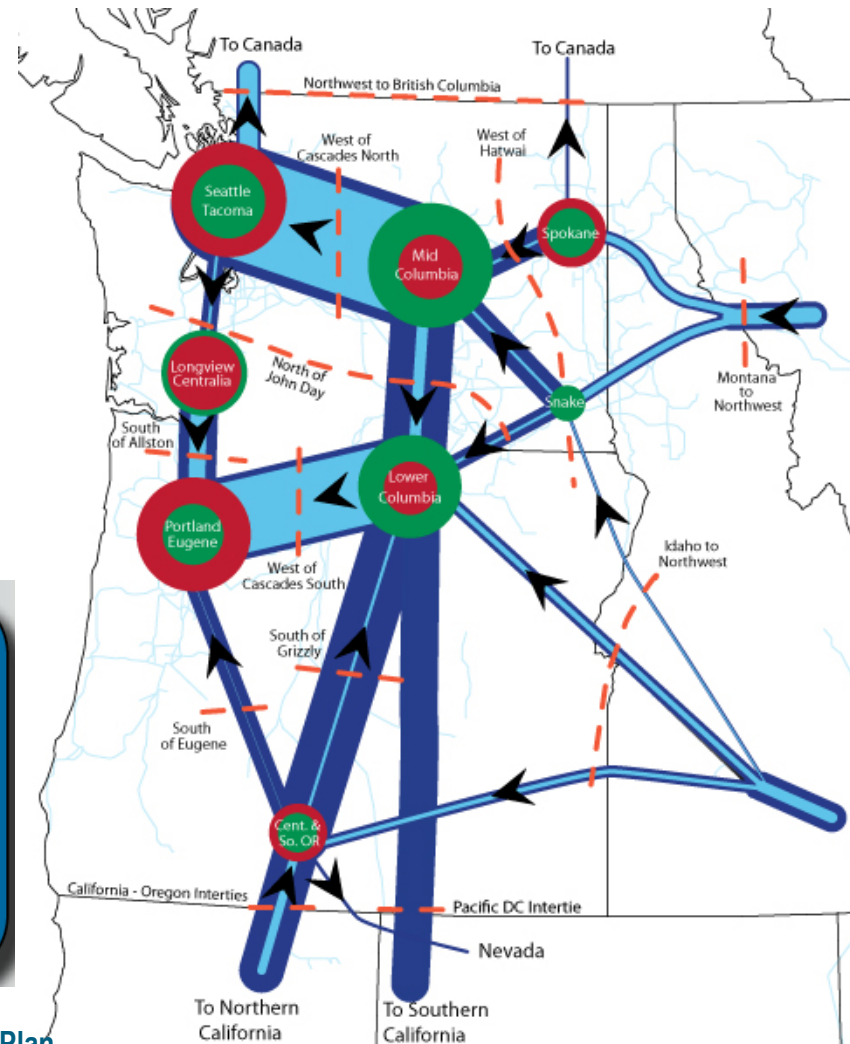 To Canada
To Canada
Northwest to British Columbia
West of
Cascades North
West of
Hatwai
Seattle
Tacoma
Spokane
Mid
Columbia
Longview
Centralia
North of
John Day
Montana
to
Northwest
Snake
South
of Allston
Lower
Columbia
Portland
Eugene
West of
Cascades South
Idaho to
Northwest
South of
Grizzly
South
of Eugene
Cent. &
So. OR
California - Oregon Interties
Pacific DC Intertie
Nevada
To Northern
California
To Southern
California
Plan